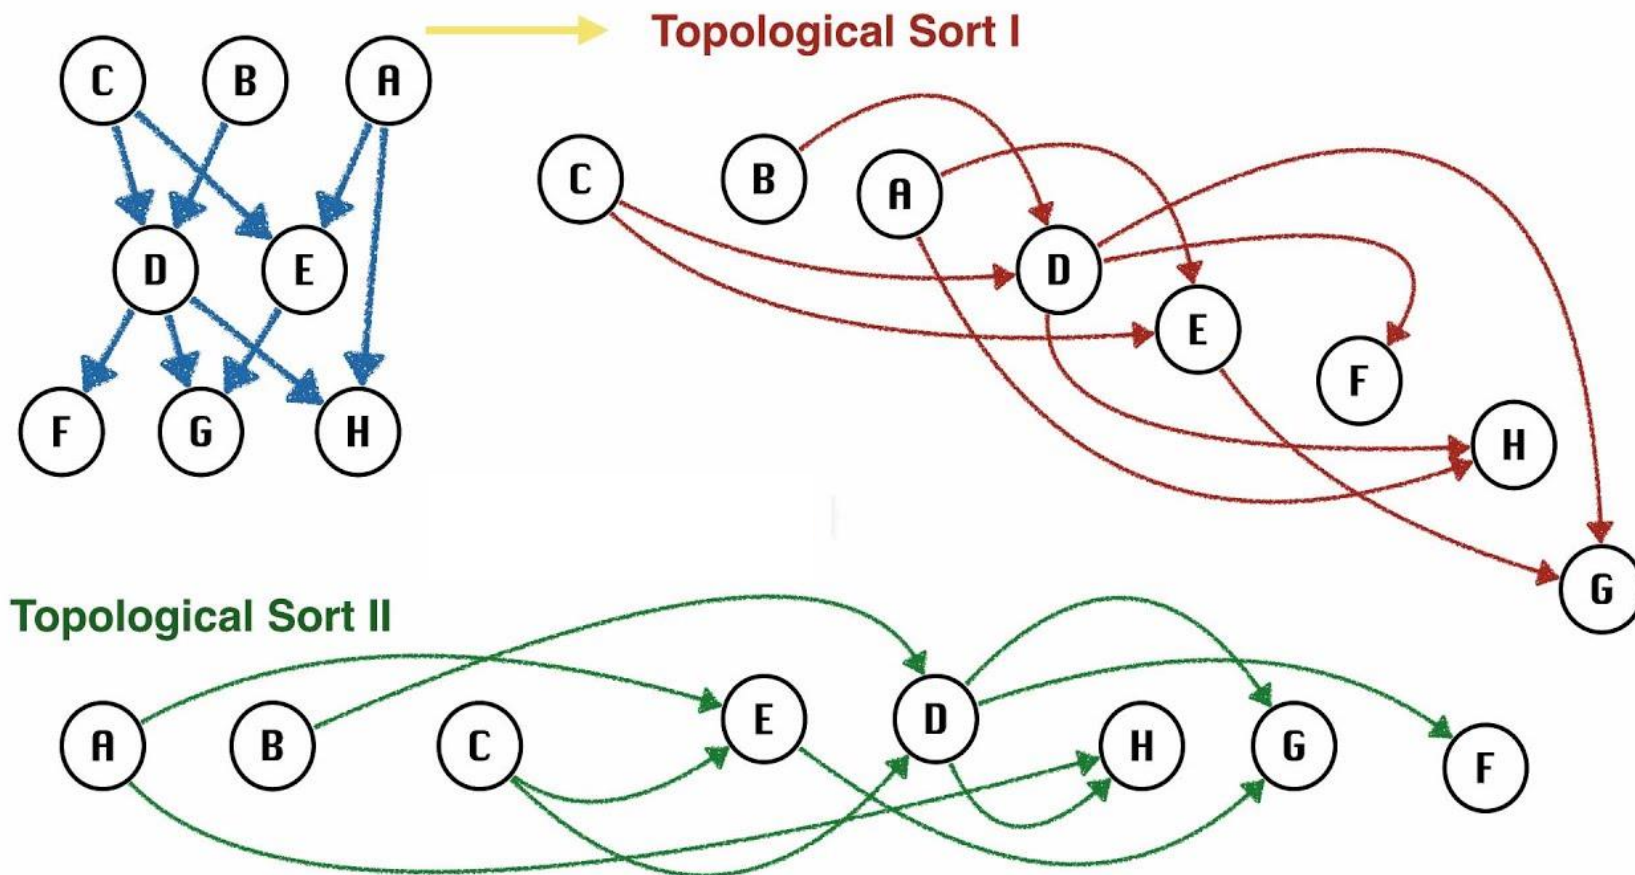 Topological Sort I
C B A
D E
F G H
C B A D E F H G
Topological Sort II
A B C E D H G F